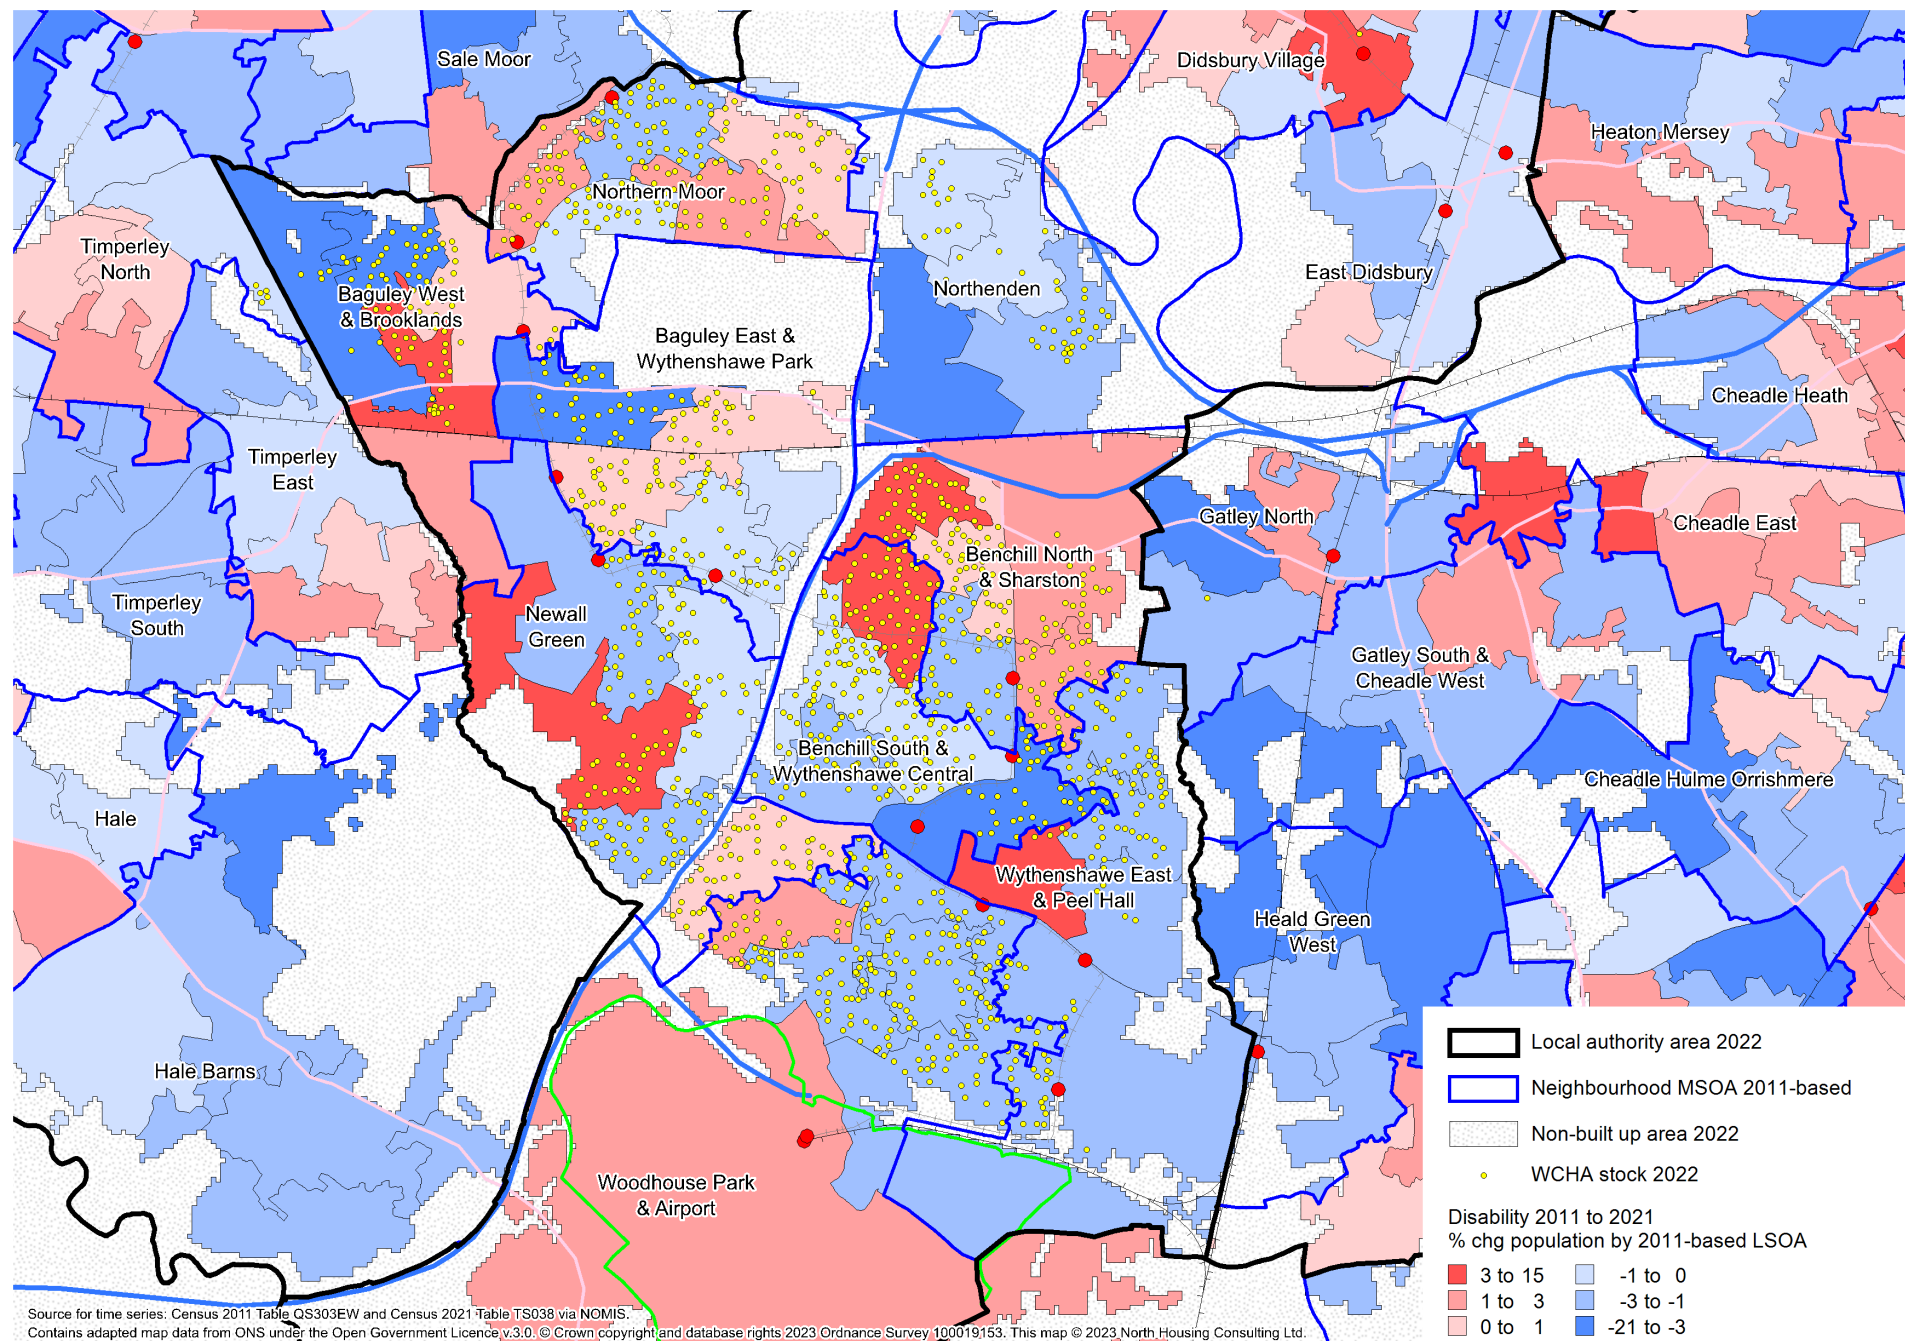 Sale Moor
Didsbury Village
Heaton Mersey
Northern Moor
Timperley
North
Baguley West
& Brooklands
Northenden
East Didsbury
Baguley East &
Wythenshawe Park
Cheadle Heath
Timperley
East
Gatley North
Cheadle East
Benchill North
& Sharston
Timperley
South
Newall
Green
Gatley South &
Cheadle West
Benchill South &
Wythenshawe Central
Cheadle Hulme Orrishmere
Hale
Wythenshawe East
& Peel Hall
Heald Green
West
Hale Barns
Woodhouse Park
& Airport
Local authority area 2022
Neighbourhood MSOA 2011-based
Non-built up area 2022
WCHA stock 2022
Disability 2011 to 2021
% chg population by 2011-based LSOA
3 to 15
-1 to 0
1 to 3
-3 to -1
0 to 1
-21 to -3
Source for time series: Census 2011 Table QS303EW and Census 2021 Table TS038 via NOMIS.
Contains adapted map data from ONS under the Open Government Licence v.3.0. © Crown copyright and database rights 2023 Ordnance Survey 100019153. This map © 2023 North Housing Consulting Ltd.